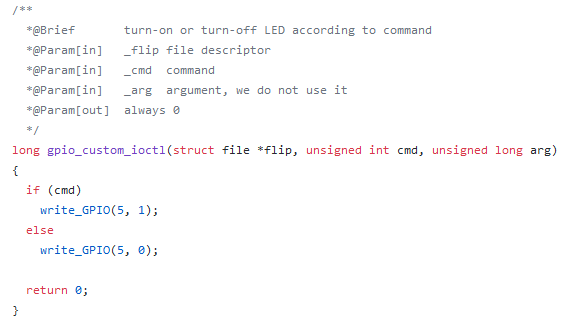 /**
  *@Brief       turn-on or turn-off LED according to command
  *@Param[in]   _flip file descriptor
  *@Param[in]   _cmd  command
  *@Param[in]   _arg  argument, we do not use it
  *@Param[out]  always 0
  */
long gpio_custom_ioctl(struct file *flip, unsigned int cmd, unsigned long arg)
{
  if (cmd)
    write_GPIO(5, 1);
  else
    write_GPIO(5, 0);

  return 0;
}